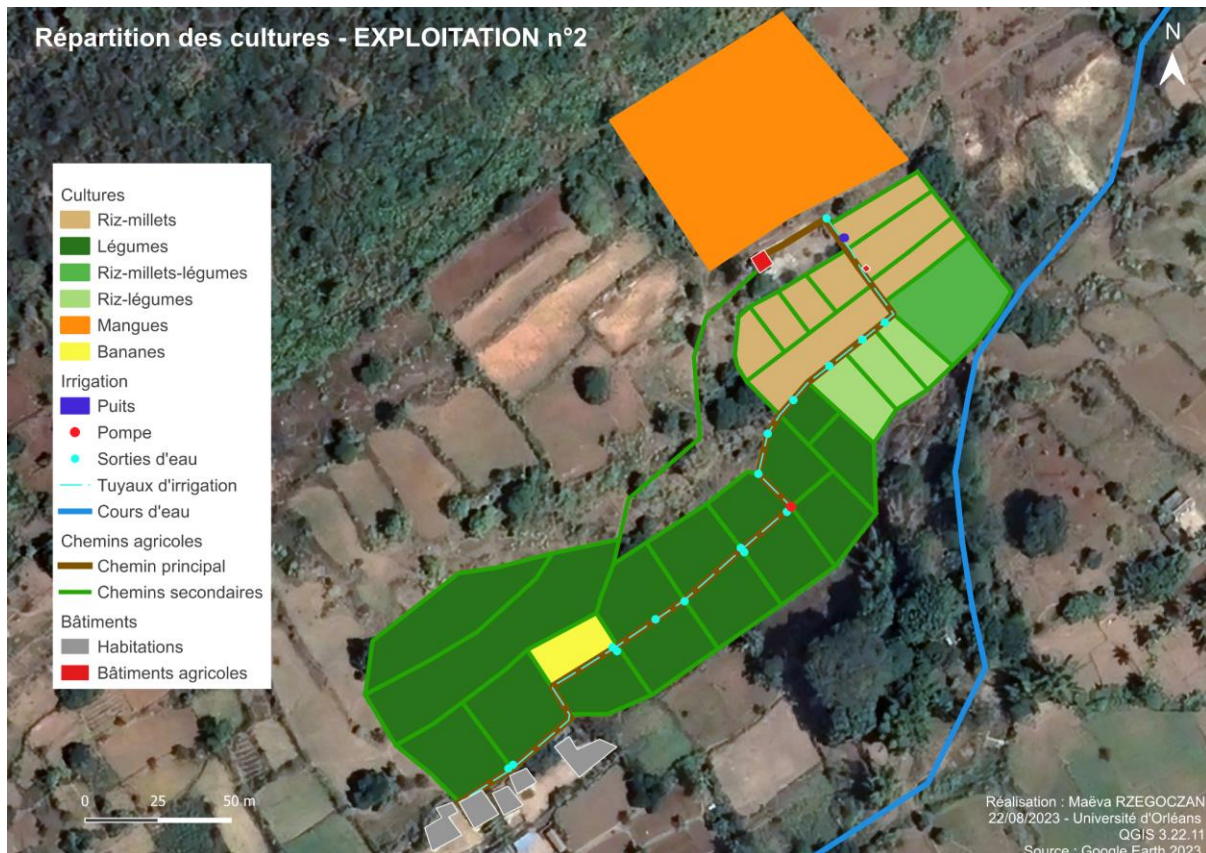 Répartition des cultures - EXPLOITATION n°2
N
Cultures
Riz-millets
Légumes
Riz-millets-légumes
Riz-légumes
Mangues
Bananes
Irrigation
Puits
Pompe
Sorties d'eau
Tuyaux d'irrigation
Cours d'eau
Chemins agricoles
Chemin principal
Chemins secondaires
Bâtiments
Habitations
Bâtiments agricoles
0 25 50 m
Réalisation : Maëva RZEGOCZAN
22/08/2023 - Université d'Orléans
QGIS 3.22.11
Source : Google Earth 2023